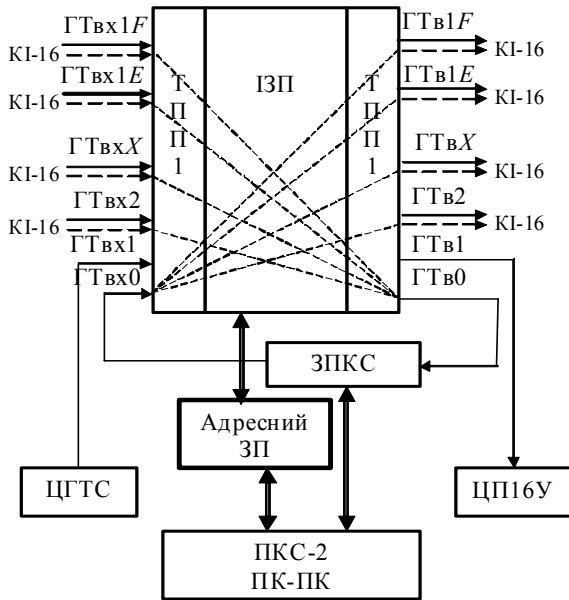 ГТвх1F
КІ-16
ГТвх1E
КІ-16
ГТвхX
КІ-16
ГТвх2
КІ-16
ГТвх1
ГТвх0
Т
П
П
1
ІЗП
Т
П
П
1
ГТв1F
КІ-16
ГТв1E
КІ-16
ГТвX
КІ-16
ГТв2
КІ-16
ГТв1
ГТв0
ЗПКС
Адресний
ЗП
ЦГТС
ЦП16У
ПКС-2
ПК-ПК